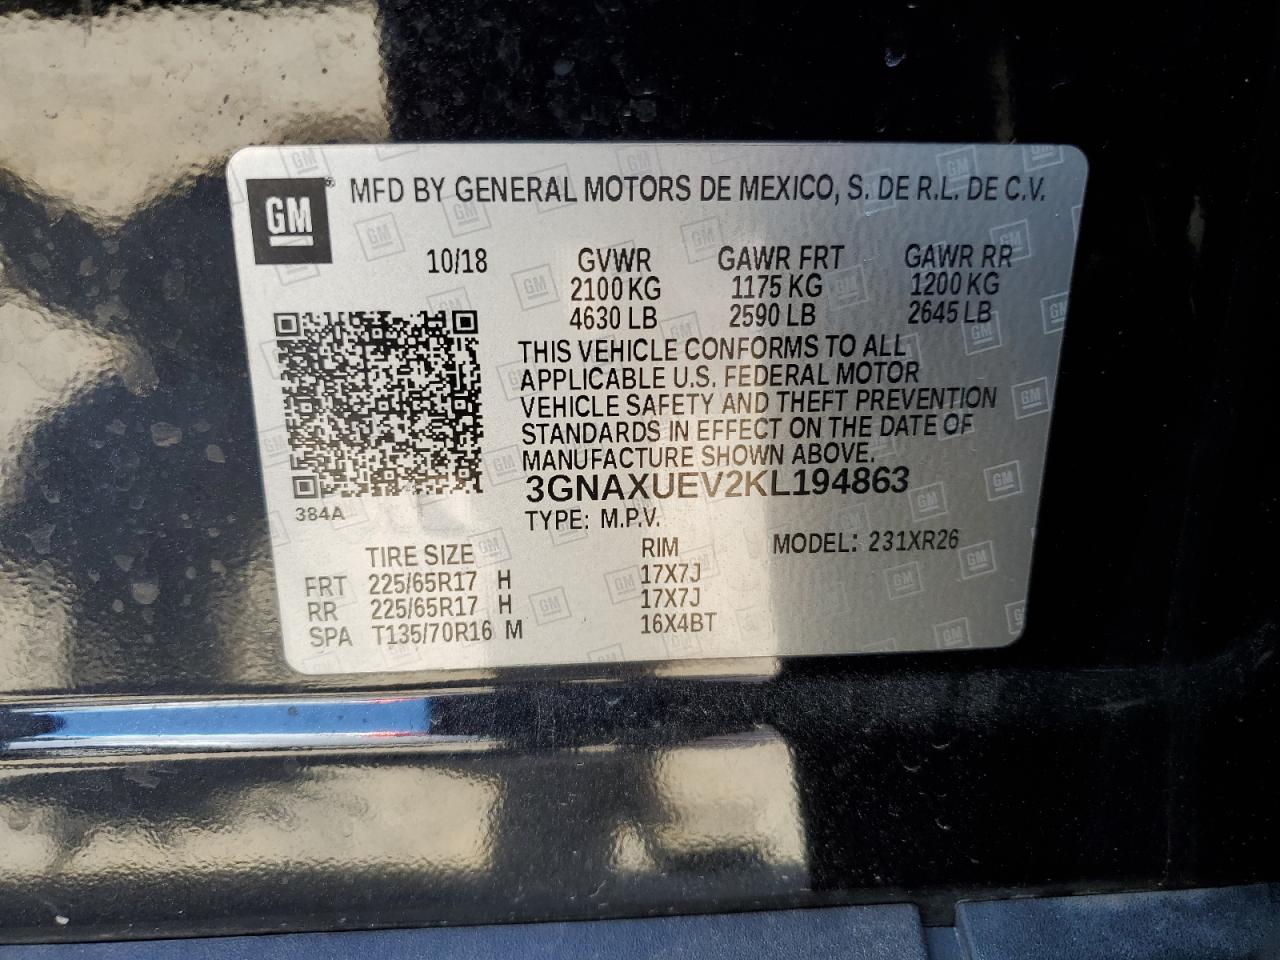 GM ® MFD BY GENERAL MOTORS DE MEXICO, S. DE R.L. DE C.V.
10/18 GVWR GAWR FRT GAWR RR
2100 KG 1175 KG 1200 KG
4630 LB 2590 LB 2645 LB
THIS VEHICLE CONFORMS TO ALL
APPLICABLE U.S. FEDERAL MOTOR
VEHICLE SAFETY AND THEFT PREVENTION
STANDARDS IN EFFECT ON THE DATE OF
MANUFACTURE SHOWN ABOVE.
3GNAXUEV2KL194863
384A
TYPE: M.P.V.
TIRE SIZE RIM MODEL: 231XR26
FRT 225/65R17 H 17X7J
RR 225/65R17 H 17X7J
SPA T135/70R16 M 16X4BT